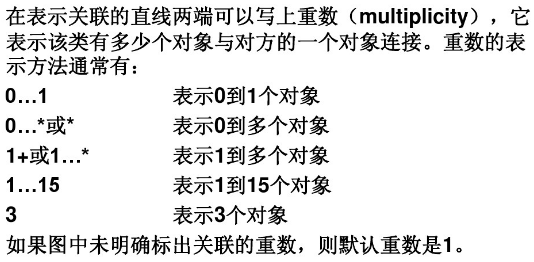 在表示关联的直线两端可以写上重数（multiplicity），它
表示该类有多少个对象与对方的一个对象连接。重数的表
示方法通常有：
0…1 表示0到1个对象
0…*或* 表示0到多个对象
1+或1…* 表示1到多个对象
1…15 表示1到15个对象
3 表示3个对象
如果图中未明确标出关联的重数，则默认重数是1。